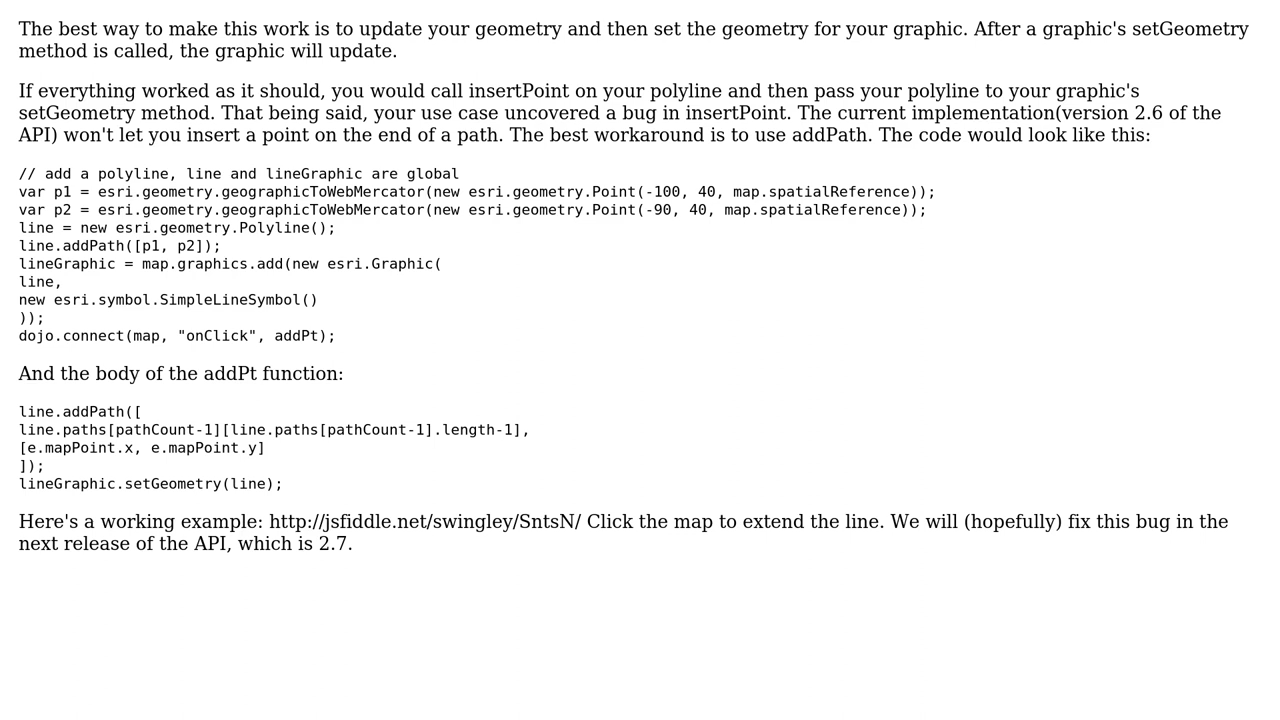 The best way to make this work is to update your geometry and then set the geometry for your graphic. After a graphic's setGeometry
method is called, the graphic will update.
If everything worked as it should, you would call insertPoint on your polyline and then pass your polyline to your graphic's
setGeometry method. That being said, your use case uncovered a bug in insertPoint. The current implementation(version 2.6 of the
API) won't let you insert a point on the end of a path. The best workaround is to use addPath. The code would look like this:
// add a polyline, line and lineGraphic are global
var p1 = esri.geometry.geographicToWebMercator(new esri.geometry.Point(-100, 40, map.spatialReference));
var p2 = esri.geometry.geographicToWebMercator(new esri.geometry.Point(-90, 40, map.spatialReference));
line = new esri.geometry.Polyline();
line.addPath([p1, p2]);
lineGraphic = map.graphics.add(new esri.Graphic(
line,
new esri.symbol.SimpleLineSymbol()
));
dojo.connect(map, "onClick", addPt);
And the body of the addPt function:
line.addPath([
line.paths[pathCount-1][line.paths[pathCount-1].length-1],
[e.mapPoint.x, e.mapPoint.y]
]);
lineGraphic.setGeometry(line);
Here's a working example: http://jsfiddle.net/swingley/SntsN/ Click the map to extend the line. We will (hopefully) fix this bug in the
next release of the API, which is 2.7.